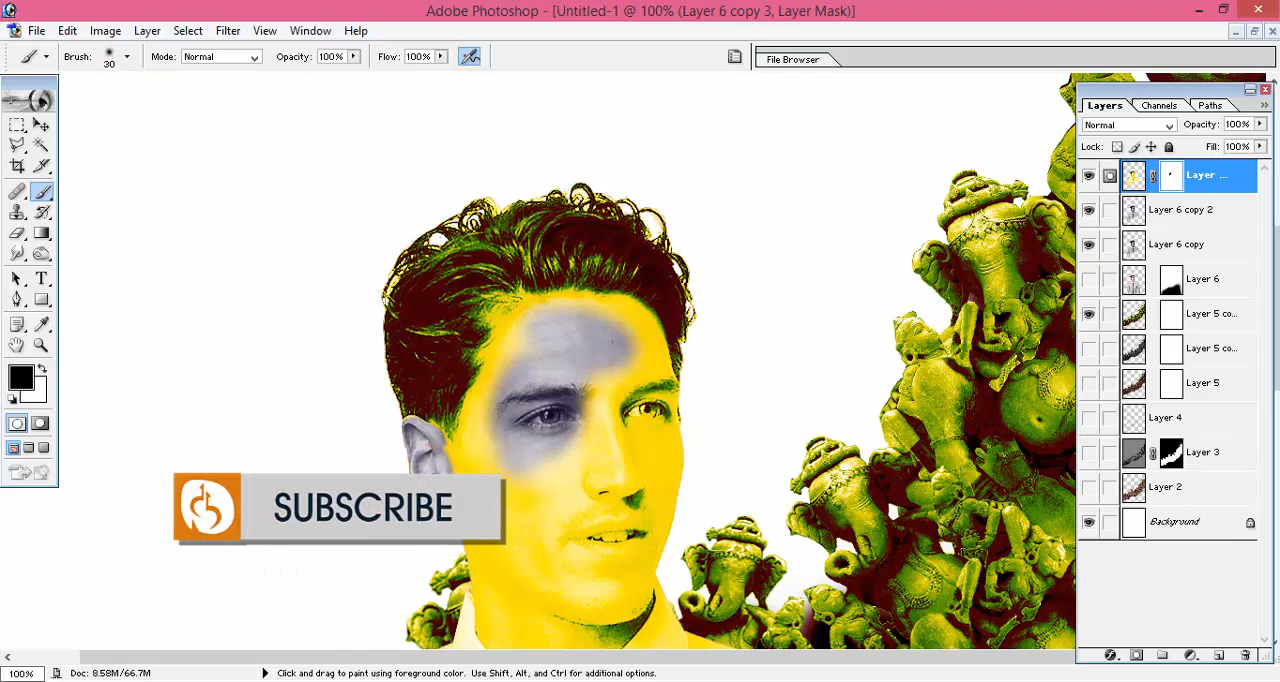 Adobe Photoshop - [Untitled-1 @ 100% (Layer 6 copy 3, Layer Mask)]
File Edit Image Layer Select Filter View Window Help
Brush: 30 Mode: Normal Opacity: 100% Flow: 100% File Browser
Layers Channels Paths
Normal Opacity: 100%
Lock: Fill: 100%
Layer ...
Layer 6 copy 2
Layer 6 copy
Layer 6
Layer 5 co...
Layer 5 co...
Layer 5
Layer 4
Layer 3
Layer 2
Background
SUBSCRIBE
100% Doc: 8.58M/66.7M Click and drag to paint using foreground color. Use Shift, Alt, and Ctrl for additional options.